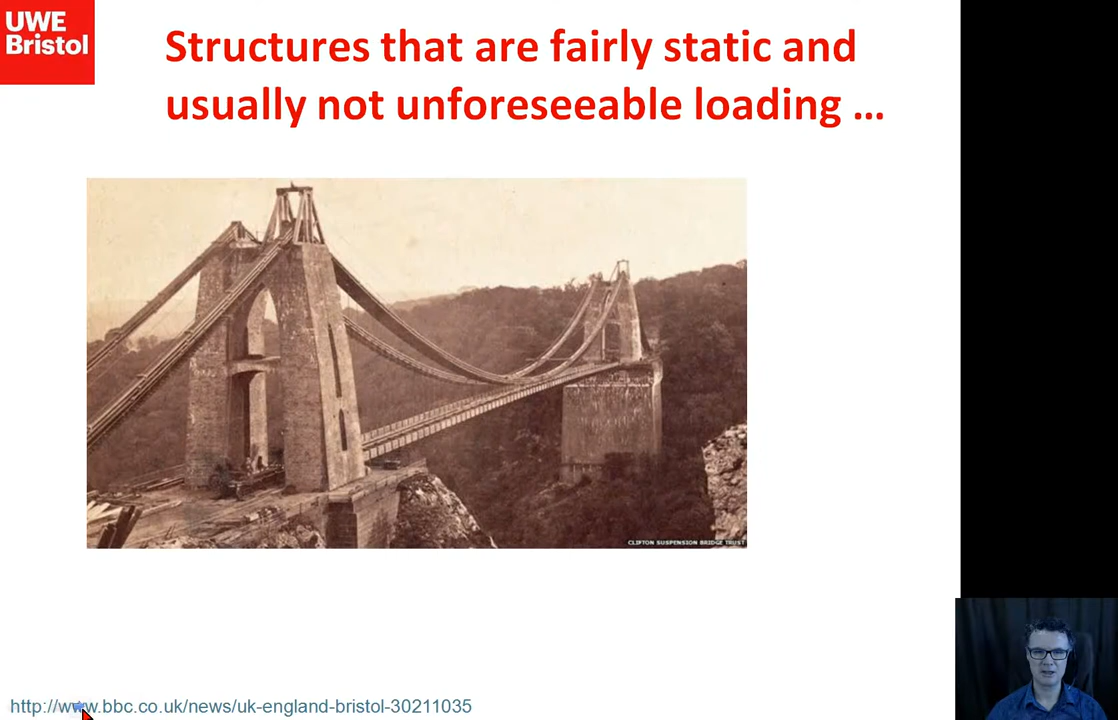 UWE
Bristol
Structures that are fairly static and
usually not unforeseeable loading ...
CLIFTON SUSPENSION BRIDGE TRUST
http://www.bbc.co.uk/news/uk-england-bristol-30211035